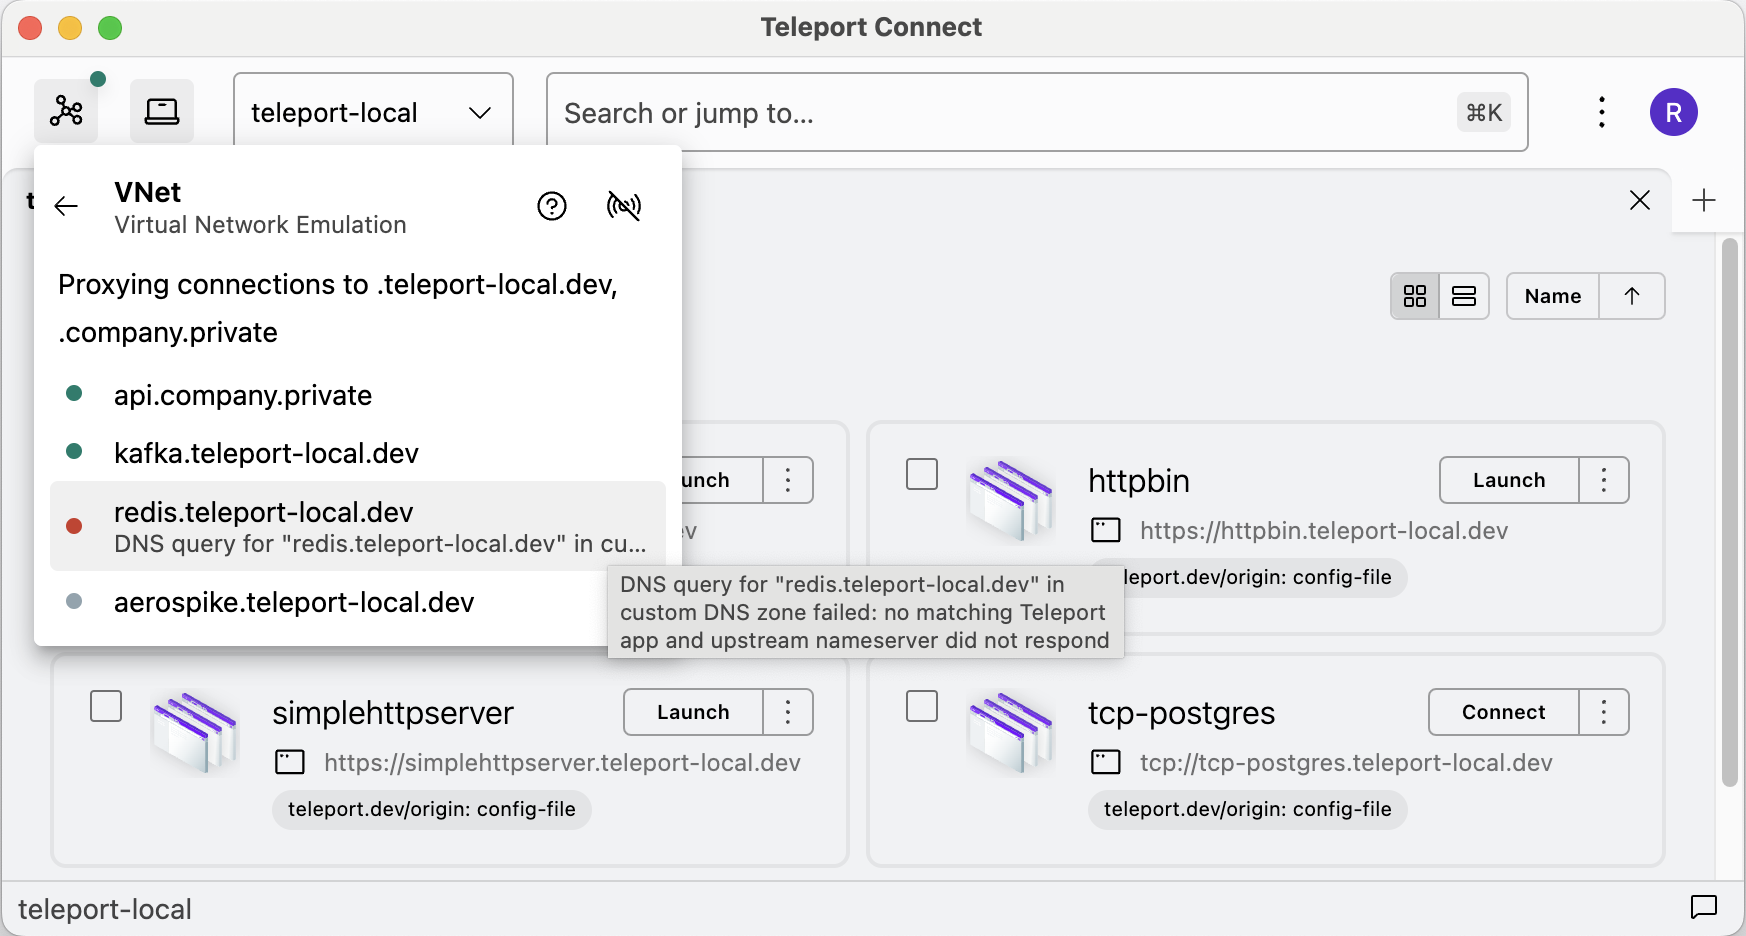 Teleport Connect
teleport-local
Search or jump to...
⌘K
R
t
VNet
Virtual Network Emulation
Proxying connections to .teleport-local.dev,
.company.private
api.company.private
kafka.teleport-local.dev
redis.teleport-local.dev
DNS query for "redis.teleport-local.dev" in cu...
aerospike.teleport-local.dev
DNS query for "redis.teleport-local.dev" in
custom DNS zone failed: no matching Teleport
app and upstream nameserver did not respond
Name
unch
ev
httpbin
Launch
https://httpbin.teleport-local.dev
leport.dev/origin: config-file
simplehttpserver
Launch
https://simplehttpserver.teleport-local.dev
teleport.dev/origin: config-file
tcp-postgres
Connect
tcp://tcp-postgres.teleport-local.dev
teleport.dev/origin: config-file
teleport-local